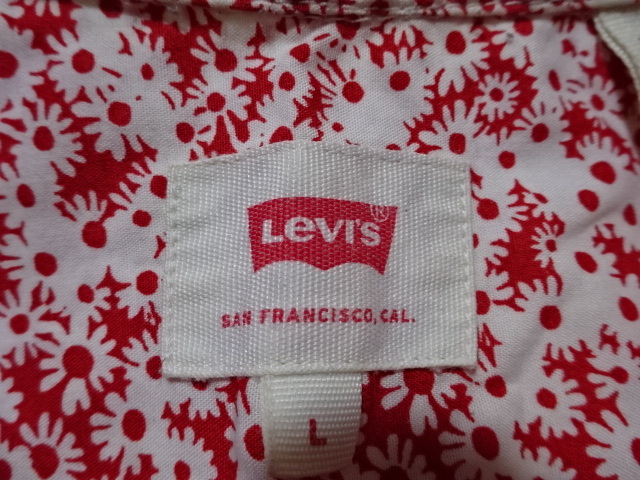 LEVI'S®
SAN FRANCISCO, CAL.
L